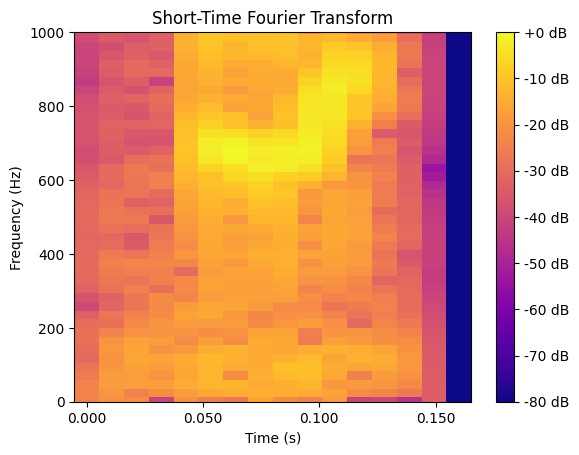 Short-Time Fourier Transform
1000
800
600
400
200
0
Frequency (Hz)
0.000
0.050
0.100
0.150
Time (s)
+0 dB
-10 dB
-20 dB
-30 dB
-40 dB
-50 dB
-60 dB
-70 dB
-80 dB